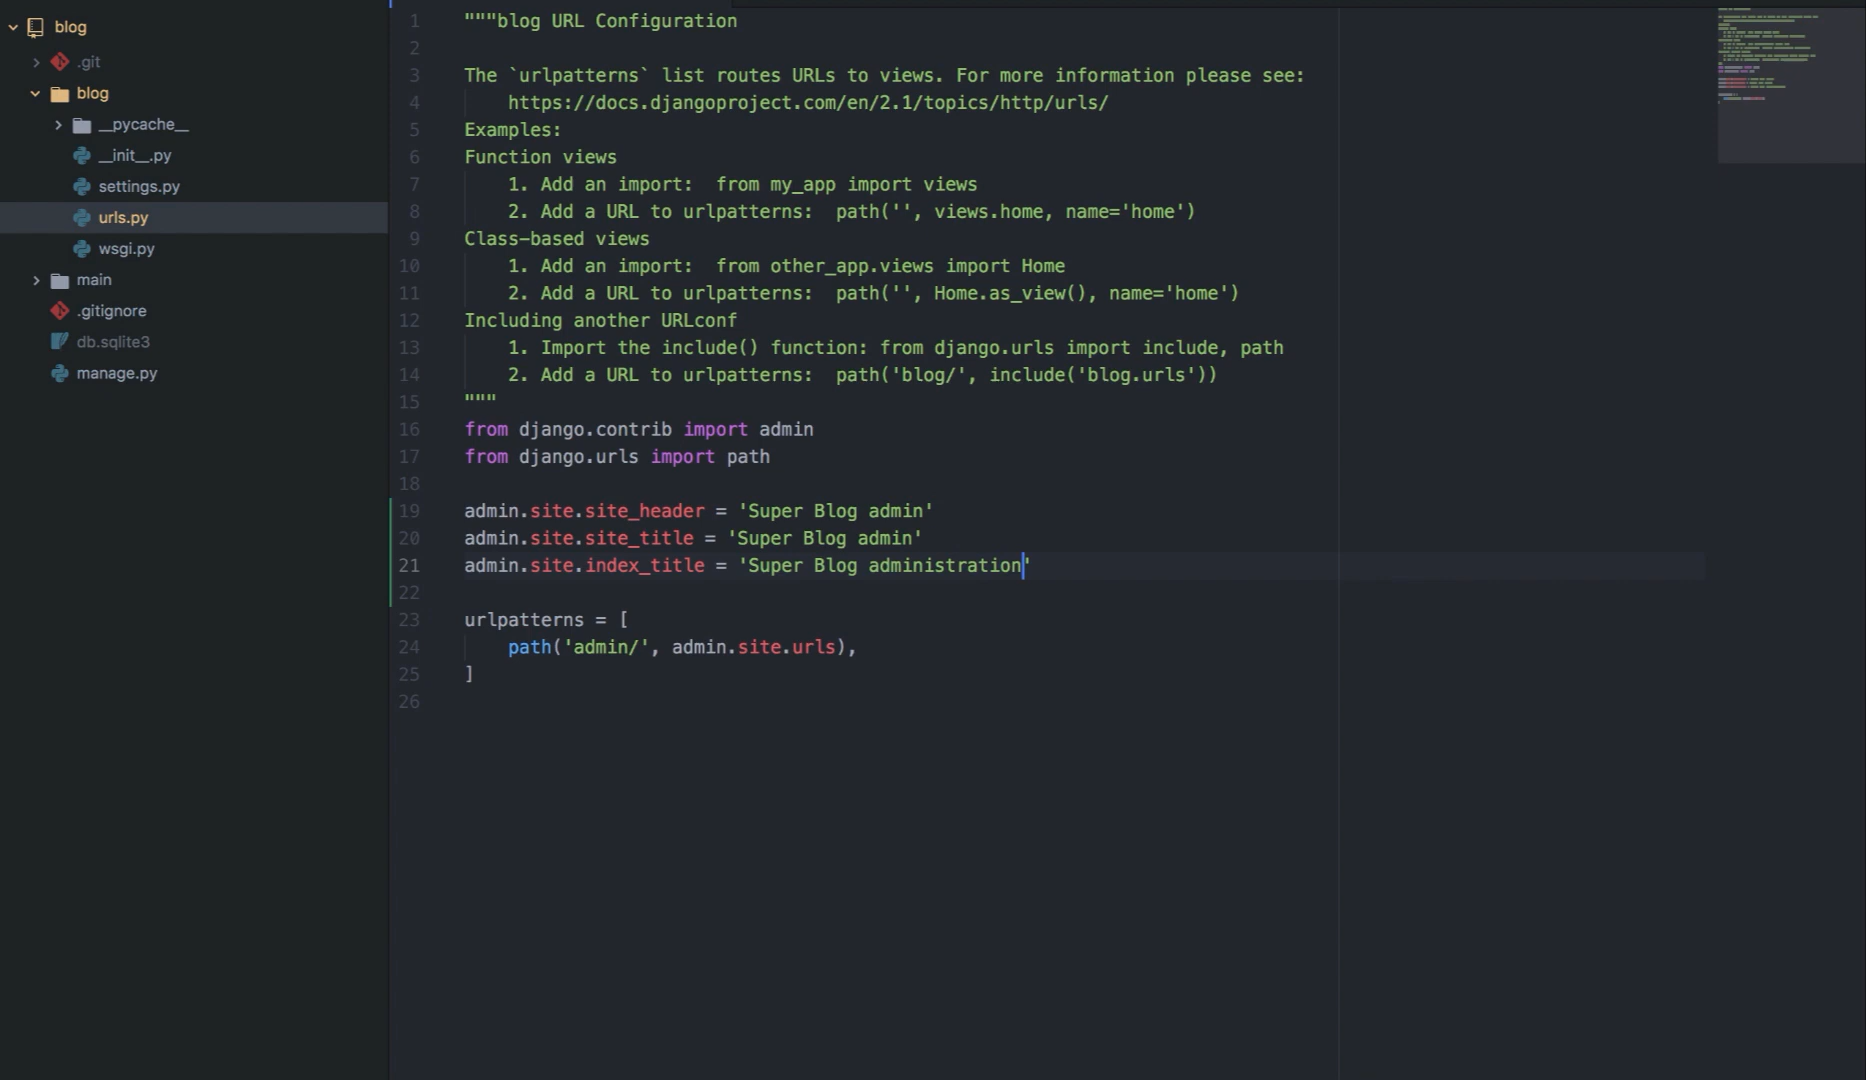 blog
.git
blog
__pycache__
__init__.py
settings.py
urls.py
wsgi.py
main
.gitignore
db.sqlite3
manage.py
1 """blog URL Configuration
2
3 The `urlpatterns` list routes URLs to views. For more information please see:
4     https://docs.djangoproject.com/en/2.1/topics/http/urls/
5 Examples:
6 Function views
7     1. Add an import:  from my_app import views
8     2. Add a URL to urlpatterns:  path('', views.home, name='home')
9 Class-based views
10     1. Add an import:  from other_app.views import Home
11     2. Add a URL to urlpatterns:  path('', Home.as_view(), name='home')
12 Including another URLconf
13     1. Import the include() function: from django.urls import include, path
14     2. Add a URL to urlpatterns:  path('blog/', include('blog.urls'))
15 """
16 from django.contrib import admin
17 from django.urls import path
18
19 admin.site.site_header = 'Super Blog admin'
20 admin.site.site_title = 'Super Blog admin'
21 admin.site.index_title = 'Super Blog administration'
22
23 urlpatterns = [
24     path('admin/', admin.site.urls),
25 ]
26